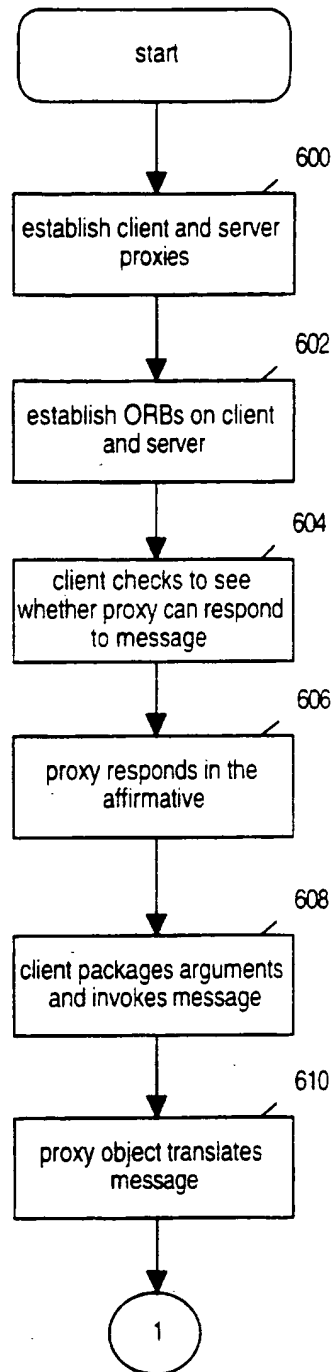 start
600
establish client and server
proxies
602
establish ORBs on client
and server
604
client checks to see
whether proxy can respond
to message
606
proxy responds in the
affirmative
608
client packages arguments
and invokes message
610
proxy object translates
message
1